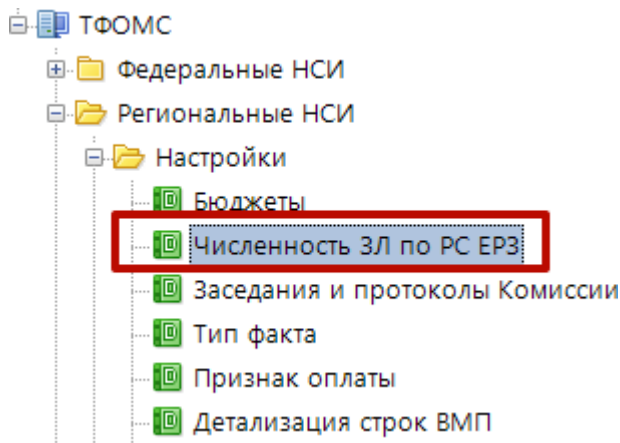 ТФОМС
Федеральные НСИ
Региональные НСИ
Настройки
Бюджеты
Численность ЗЛ по РС ЕРЗ
Заседания и протоколы Комиссии
Тип факта
Признак оплаты
Детализация строк ВМП